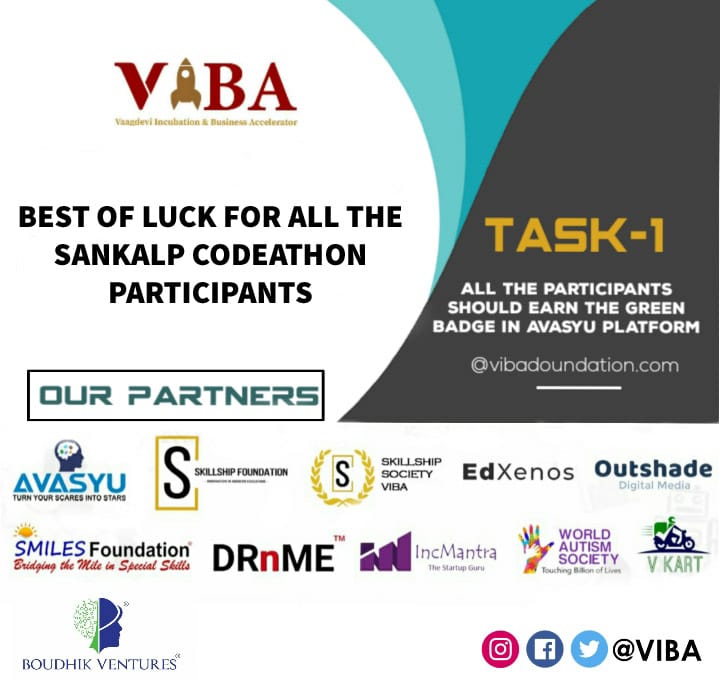 VIBA
Vaagdevi Incubation & Business Accelerator
BEST OF LUCK FOR ALL THE
SANKALP CODEATHON
PARTICIPANTS
TASK-1
ALL THE PARTICIPANTS
SHOULD EARN THE GREEN
BADGE IN AVASYU PLATFORM
@vibadoundation.com
OUR PARTNERS
AVASYU
TURN YOUR SCARES INTO STARS
S
SKILLSHIP FOUNDATION
S
SKILLSHIP
SOCIETY
VIBA
EdXenos
Outshade
Digital Media
SMILES Foundation
Bridging the Mile in Special Skills
DRnME™
IncMantra
The Startup Guru
WORLD
AUTISM
SOCIETY
Touching Billion of Lives
V KART
BOUDHIK VENTURES
@VIBA